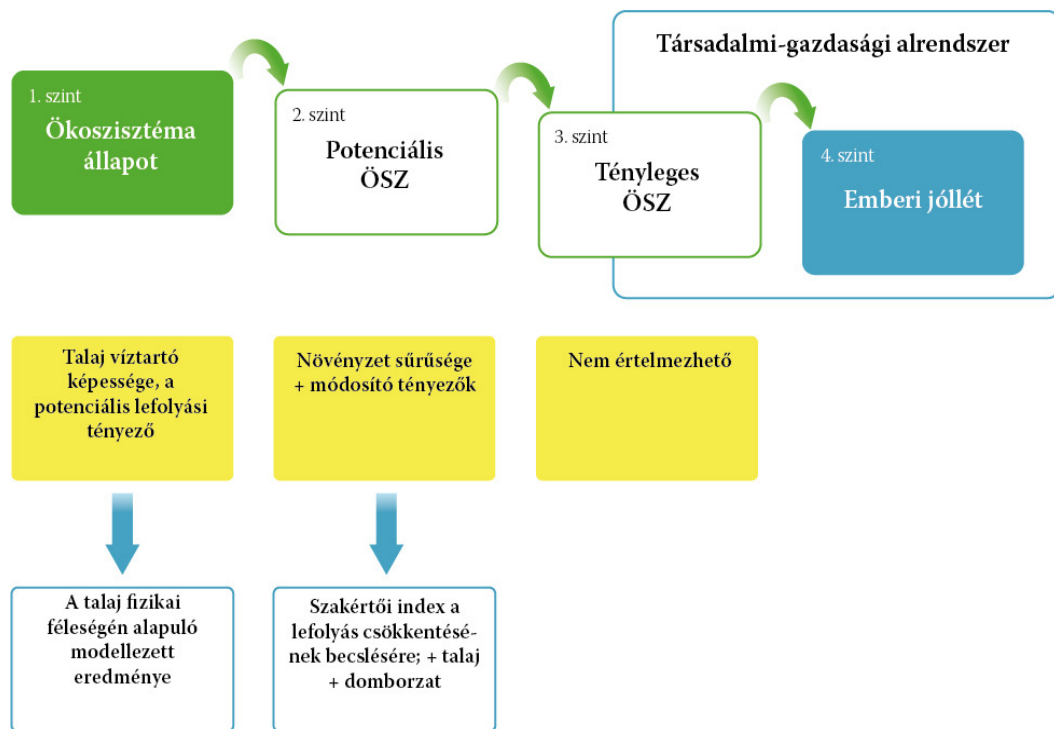 Társadalmi-gazdasági alrendszer
1. szint
Ökoszisztéma
állapot
2. szint
Potenciális
ÖSZ
3. szint
Tényleges
ÖSZ
4. szint
Emberi jóllét
Talaj víztartó
képessége, a
potenciális lefolyási
tényező
Növényzet sűrűsége
+ módosító tényezők
Nem értelmezhető
A talaj fizikai
féleségén alapuló
modellezett
eredménye
Szakértői index a
lefolyás csökkentésé-
nek becslésére; + talaj
+ domborzat